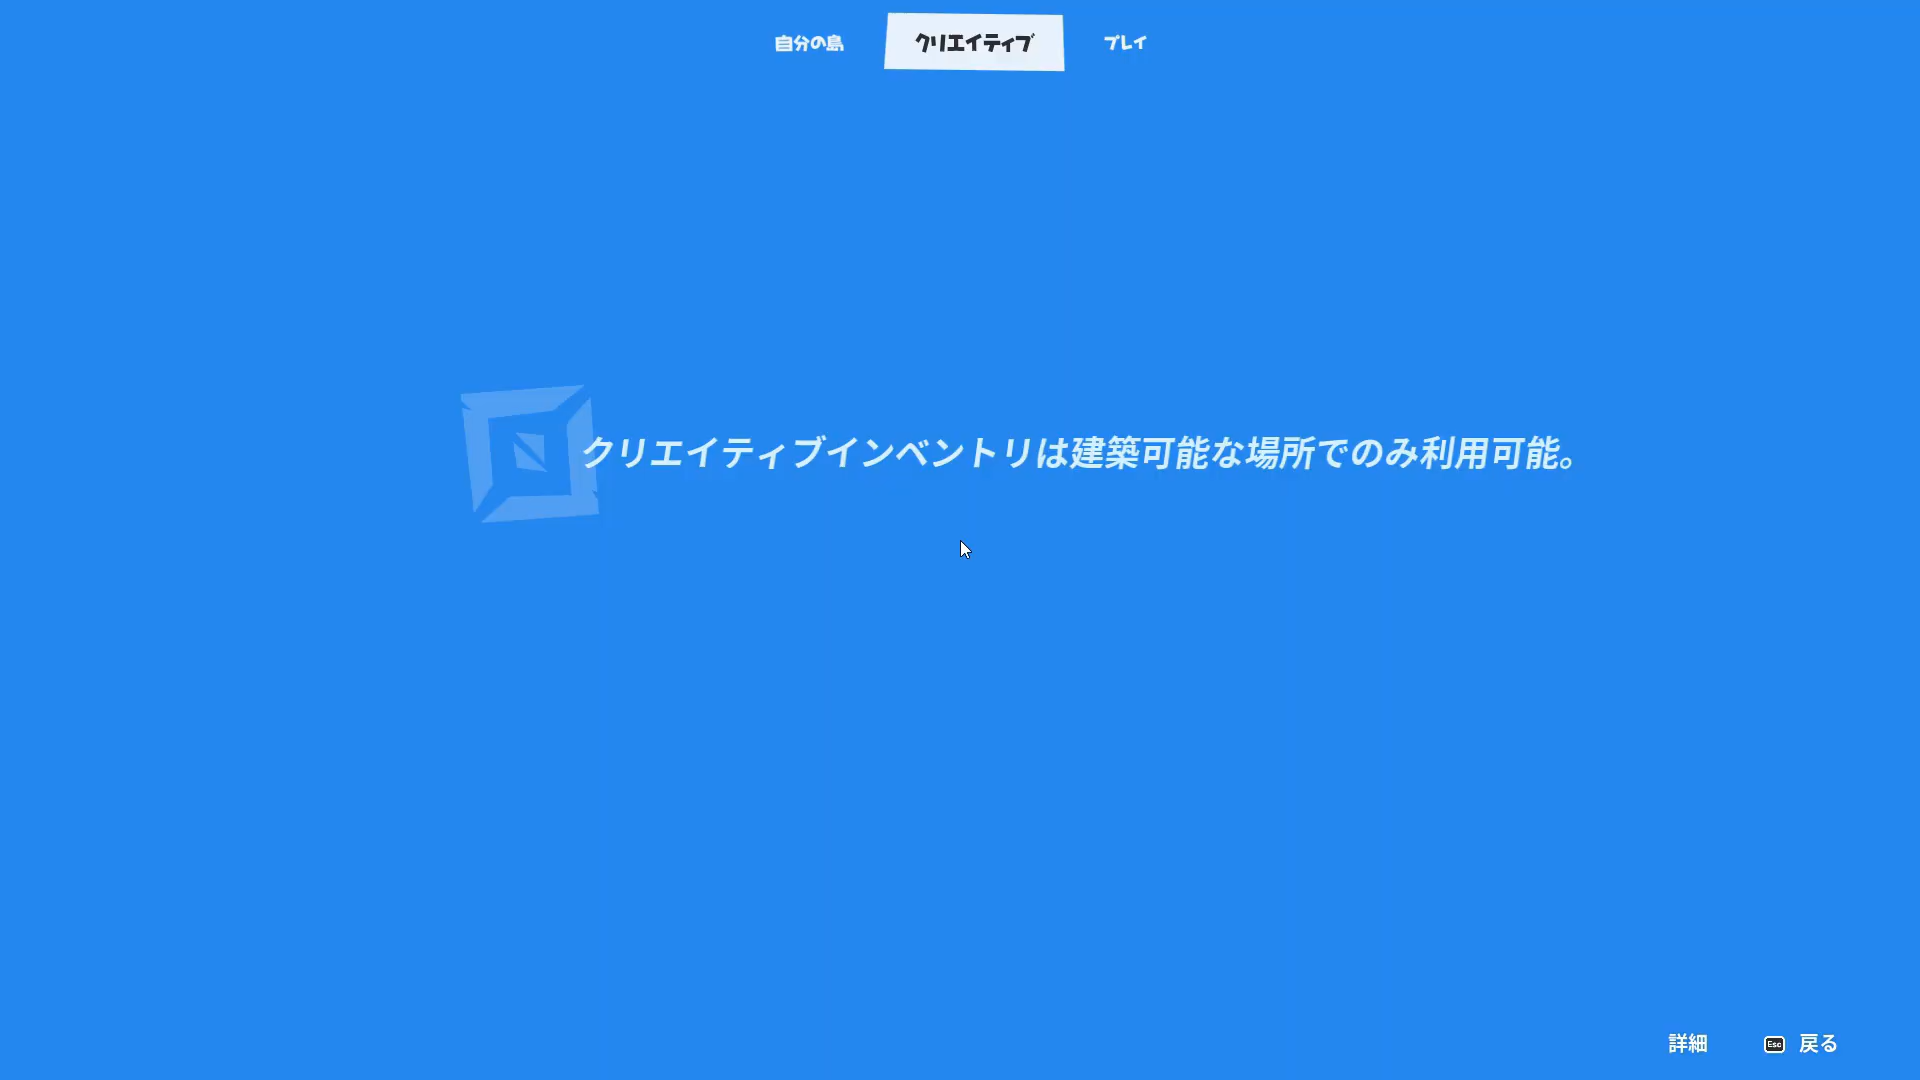 自分の島
クリエイティブ
プレイ
クリエイティブインベントリは建築可能な場所でのみ利用可能。
詳細
Esc 戻る